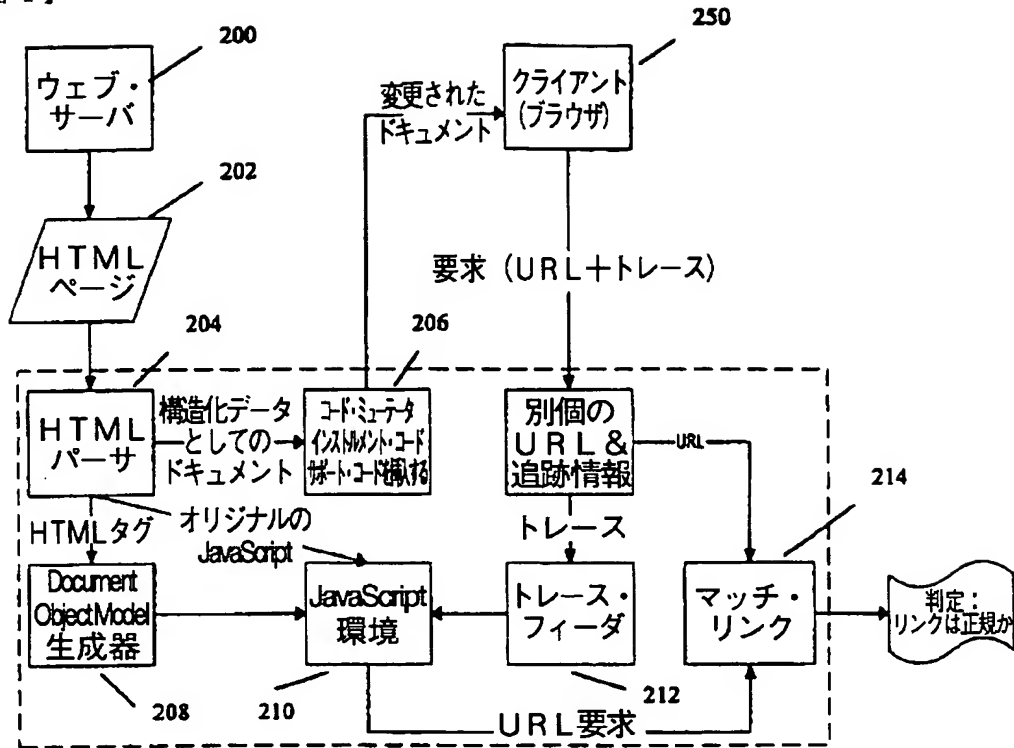 200
250
ウェブ・
サーバ
クライアント
(ブラウザ)
変更された
ドキュメント
202
HTML
ページ
要求(URL+トレース)
204
206
HTML
パーサ
構造化データ
としての
ドキュメント
コード・ミューテータ
インストルメント・コード
サポート・コードを挿入する
別個の
URL&
追跡情報
URL
214
HTMLタグ
オリジナルの
JavaScript
トレース
Document
Object Model
生成器
JavaScript
環境
トレース・
フィーダ
マッチ・
リンク
判定:
リンクは正規か
208
210
212
URL要求